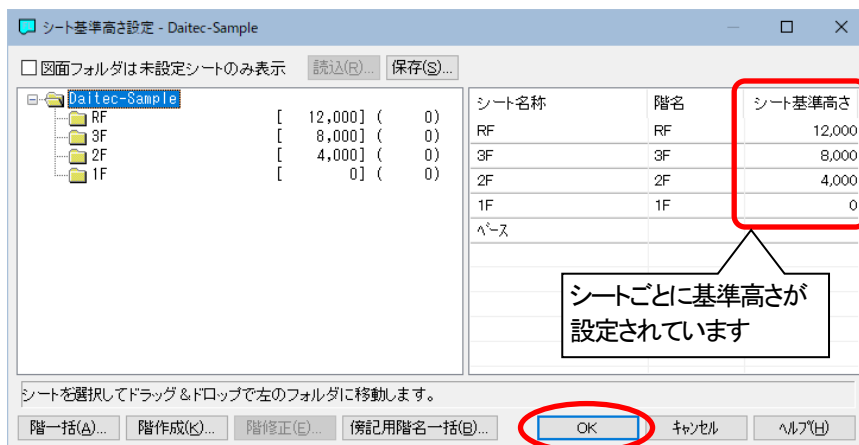 シート基準高さ設定 - Daitec-Sample
図面フォルダは未設定シートのみ表示 読込(R)... 保存(S)...
Daitec-Sample
RF [ 12,000] ( 0)
3F [ 8,000] ( 0)
2F [ 4,000] ( 0)
1F [ 0] ( 0)
シート名称 階名 シート基準高さ
RF RF 12,000
3F 3F 8,000
2F 2F 4,000
1F 1F 0
ﾍﾞｰｽ
シートごとに基準高さが
設定されています
シートを選択してドラッグ＆ドロップで左のフォルダに移動します。
階一括(A)... 階作成(K)... 階修正(E)... 傍記用階名一括(B)... OK ｷｬﾝｾﾙ ﾍﾙﾌﾟ(H)